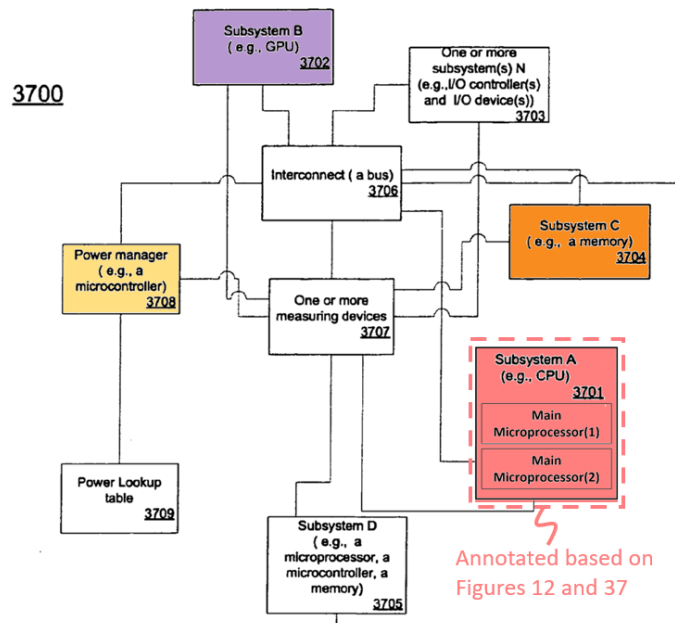 3700
Subsystem B
( e.g., GPU)
3702
One or more
subsystem(s) N
(e.g.,I/O controller(s)
and I/O device(s))
3703
Interconnect ( a bus)
3706
Subsystem C
( e.g., a memory)
3704
Power manager
( e.g., a
microcontroller)
3708
One or more
measuring devices
3707
Subsystem A
(e.g., CPU)
3701
Main
Microprocessor(1)
Main
Microprocessor(2)
Power Lookup
table
3709
Subsystem D
( e.g., a
microprocessor, a
microcontroller, a
memory)
3705
Annotated based on
Figures 12 and 37